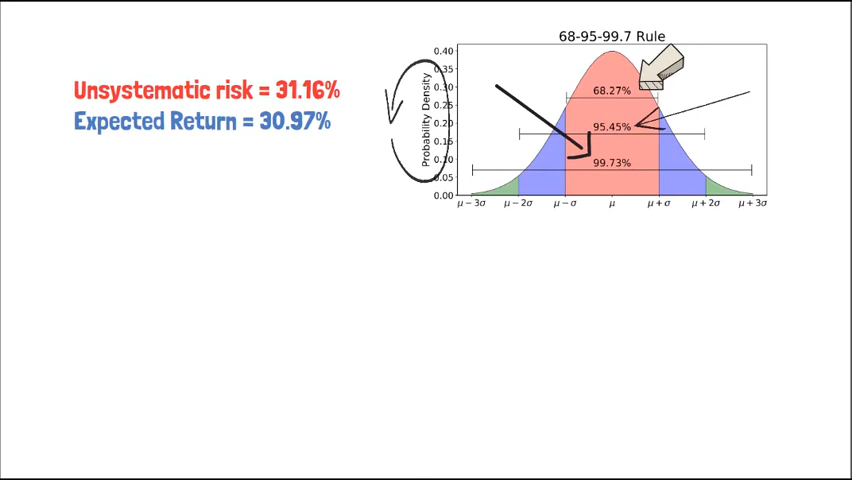 Unsystematic risk = 31.16%
Expected Return = 30.97%
68-95-99.7 Rule
Probability Density
0.40
0.35
0.30
0.25
0.20
0.15
0.10
0.05
0.00
68.27%
95.45%
99.73%
μ − 3σ
μ − 2σ
μ − σ
μ
μ + σ
μ + 2σ
μ + 3σ